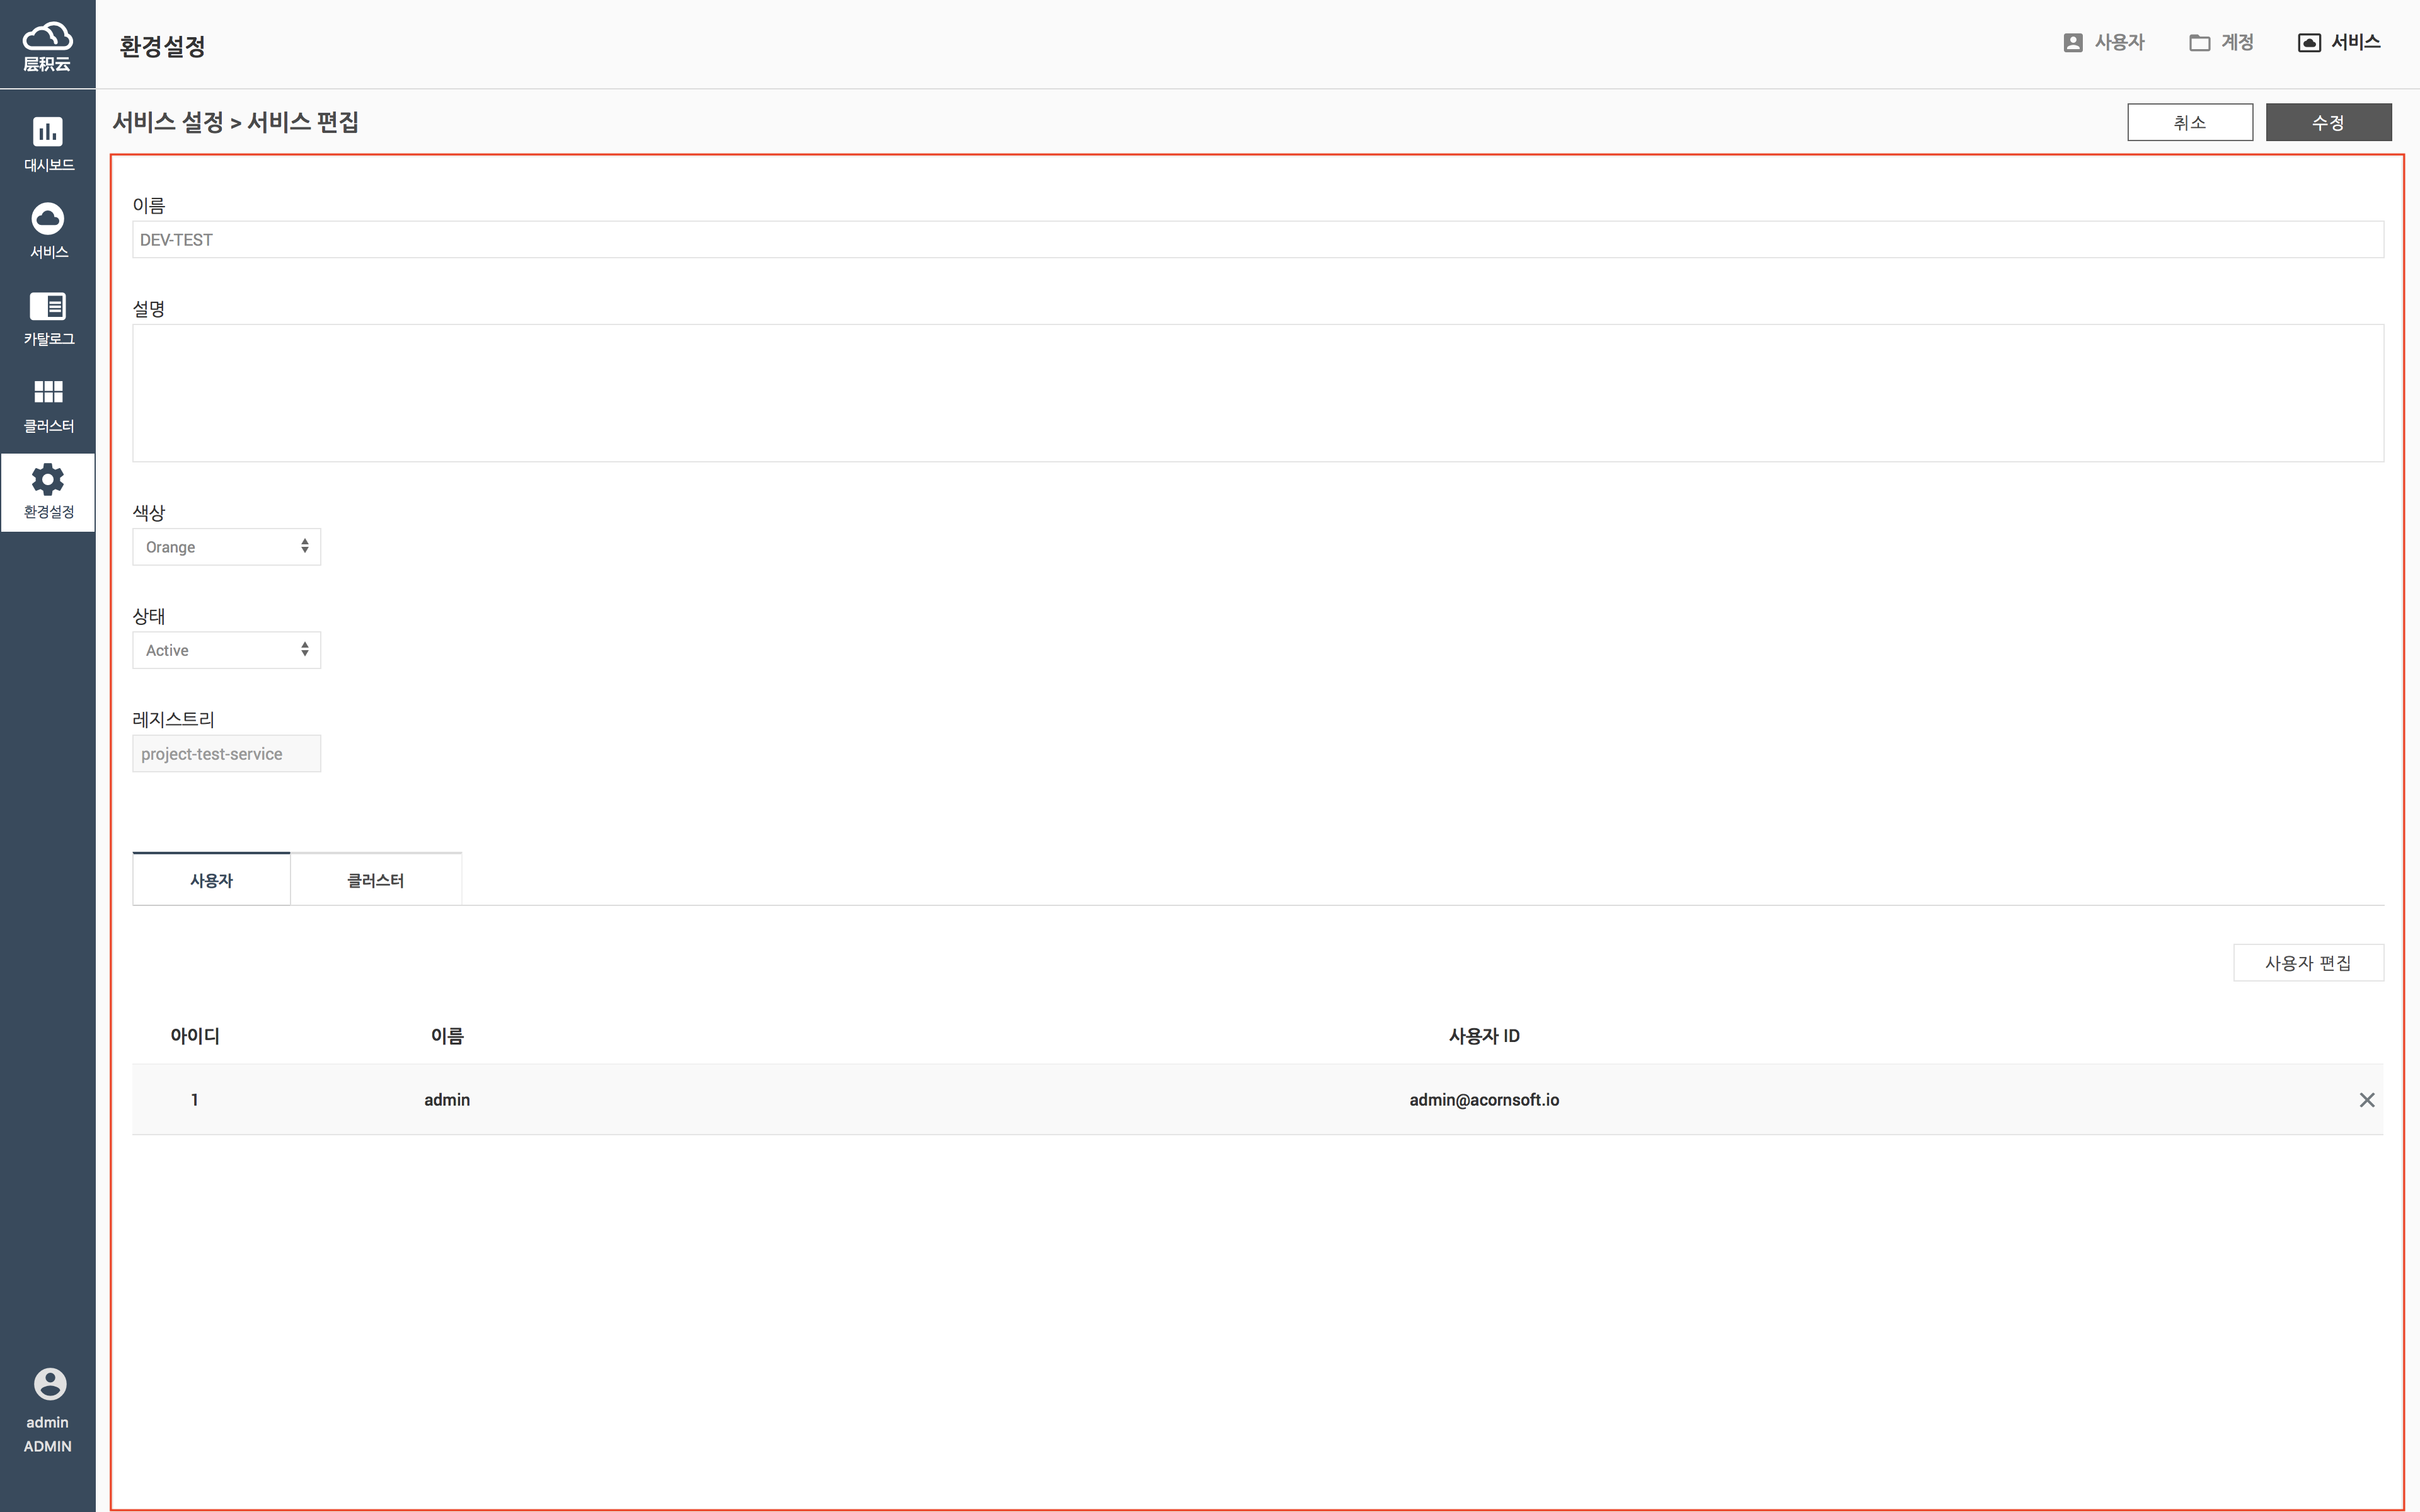 层积云
환경설정
사용자
계정
서비스
대시보드
서비스
카탈로그
클러스터
환경설정
admin
ADMIN
서비스 설정 > 서비스 편집
취소
수정
이름
DEV-TEST
설명
색상
Orange
상태
Active
레지스트리
project-test-service
사용자
클러스터
사용자 편집
아이디 이름 사용자 ID
1 admin admin@acornsoft.io